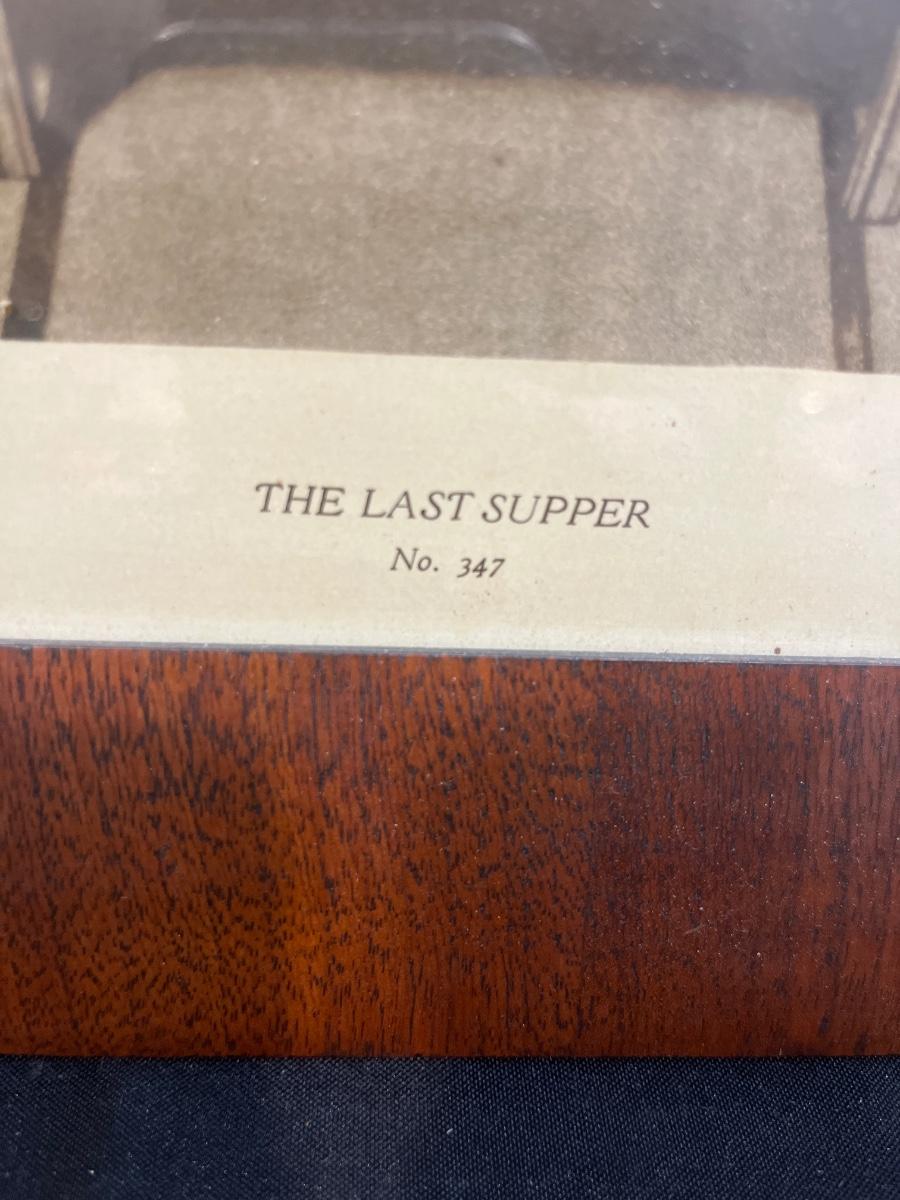 THE LAST SUPPER
No. 347